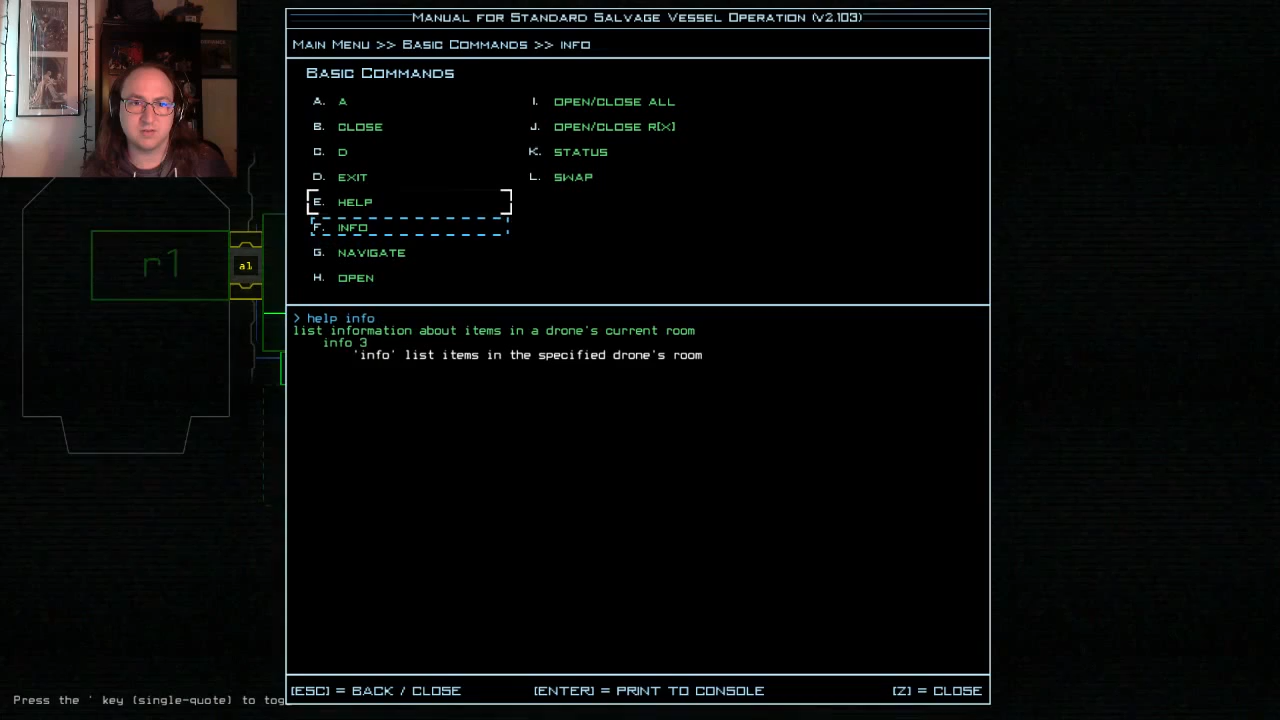 Manual for Standard Salvage Vessel Operation (v2.103)
Main Menu >> Basic Commands >> info
Basic Commands
A. A
B. CLOSE
C. D
D. EXIT
E. HELP
F. INFO
G. NAVIGATE
H. OPEN
I. OPEN/CLOSE ALL
J. OPEN/CLOSE R[X]
K. STATUS
L. SWAP
r1
a1
> help info
list information about items in a drone's current room
info 3
'info' list items in the specified drone's room
Press the ' key (single-quote) to tog
[ESC] = BACK / CLOSE
[ENTER] = PRINT TO CONSOLE
[Z] = CLOSE